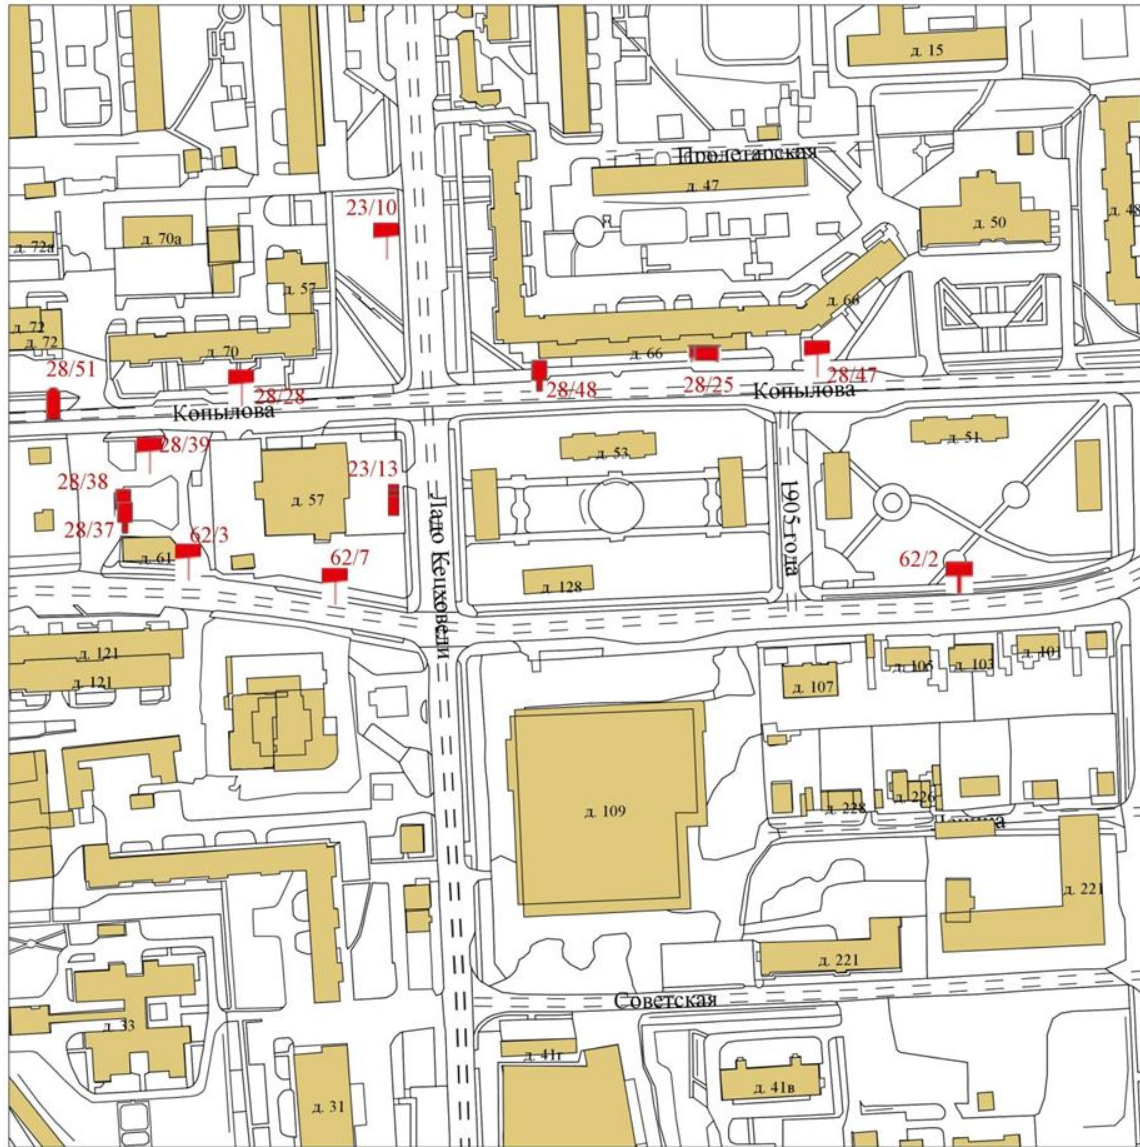 д. 15
Пролетарская
д. 47
23/10
д. 50
д. 48
д. 72а
д. 70а
д. 57
д. 66
д. 72
д. 72
д. 70
д. 66
28/51
28/28
28/48
28/25
28/47
Копылова
Копылова
28/39
д. 53
д. 51
28/38
23/13
д. 57
28/37
62/3
д. 61
62/7
Ладо Кецховели
1905 года
62/2
д. 128
д. 121
д. 121
д. 107
д. 105
д. 103
д. 101
д. 109
д. 228
д. 226
Ленина
д. 221
д. 221
Советская
д. 33
д. 41г
д. 41в
д. 31